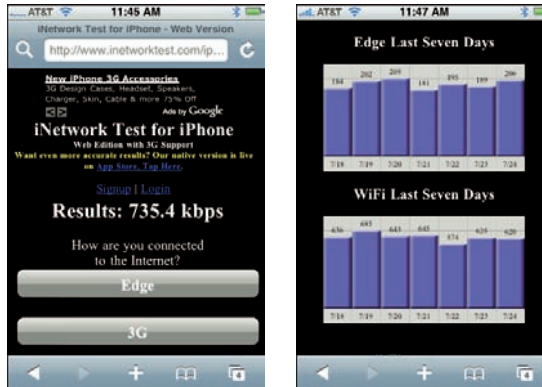 AT&T 11:45 AM
iNetwork Test for iPhone - Web Version
http://www.inetworktest.com/ip...
New iPhone 3G Accessories
3G Design Cases, Headset, Speakers,
Charger, Skin, Cable & more 75% Off
Ads by Google
iNetwork Test for iPhone
Web Edition with 3G Support
Want even more accurate results? Our native version is live
on App Store, Tap Here.
Signup | Login
Results: 735.4 kbps
How are you connected
to the Internet?
Edge
3G
4
AT&T 11:47 AM
Edge Last Seven Days
184 202 209 181 195 189 206
7/18 7/19 7/20 7/21 7/22 7/23 7/24
WiFi Last Seven Days
636 683 643 645 574 625 620
7/18 7/19 7/20 7/21 7/22 7/23 7/24
4